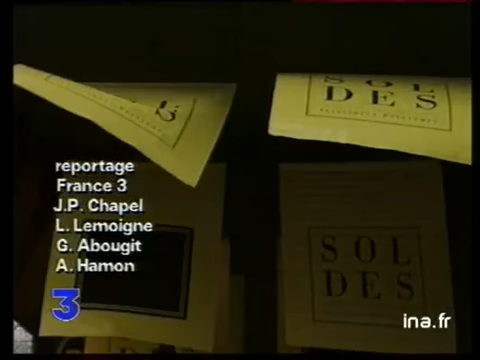 SOL
DES
reportage
France 3
J.P. Chapel
L. Lemoigne
G. Abougit
A. Hamon
3
SOL
DES
ina.fr